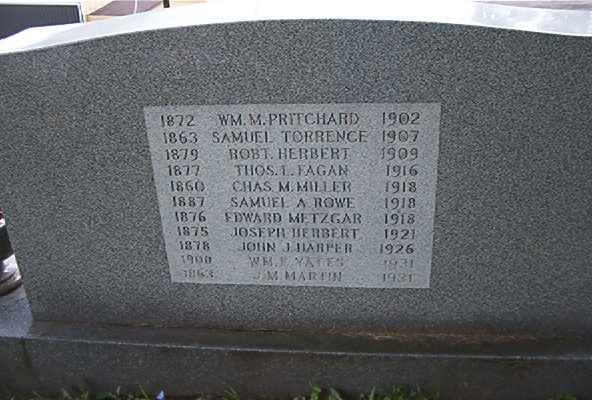 1872 WM. M. PRITCHARD 1902
1863 SAMUEL TORRENCE 1907
1879 ROBT. HERBERT 1909
1877 THOS. L. FAGAN 1916
1860 CHAS. M. MILLER 1918
1887 SAMUEL A. ROWE 1918
1876 EDWARD METZGAR 1918
1875 JOSEPH HERBERT 1921
1878 JOHN J. HARPER 1926
1900 WM. F. YATES 1931
1863 J. M. MARTIN 1931